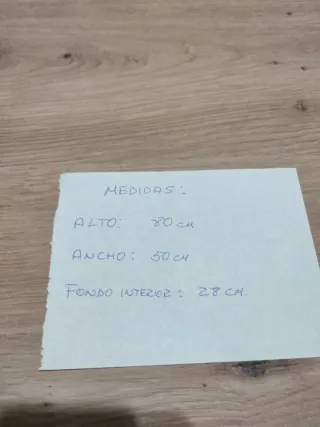 MEDIDAS:
ALTO: 80 CM
ANCHO: 50 CM
FONDO INTERIOR: 28 CM.